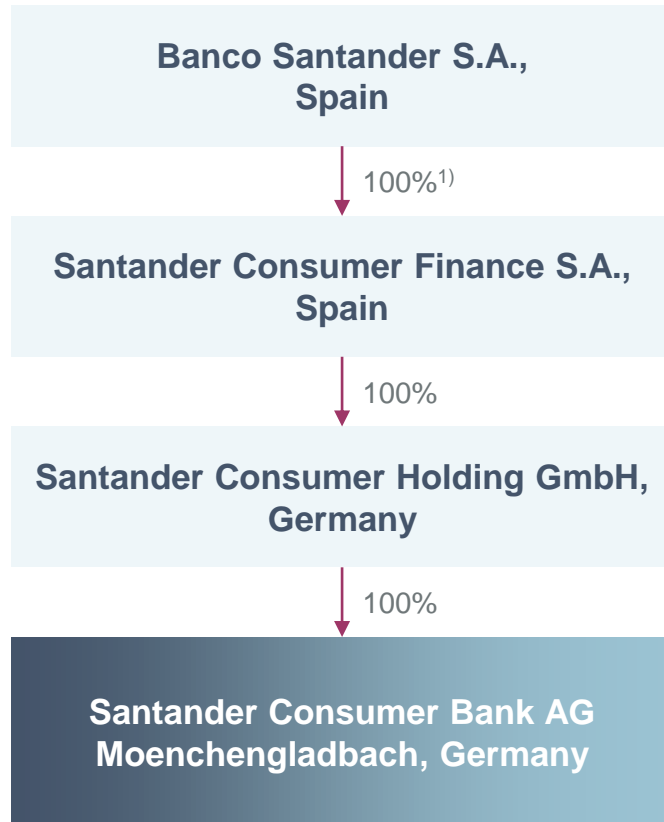 Banco Santander S.A.,
Spain
100%1)
Santander Consumer Finance S.A.,
Spain
100%
Santander Consumer Holding GmbH,
Germany
100%
Santander Consumer Bank AG
Moenchengladbach, Germany